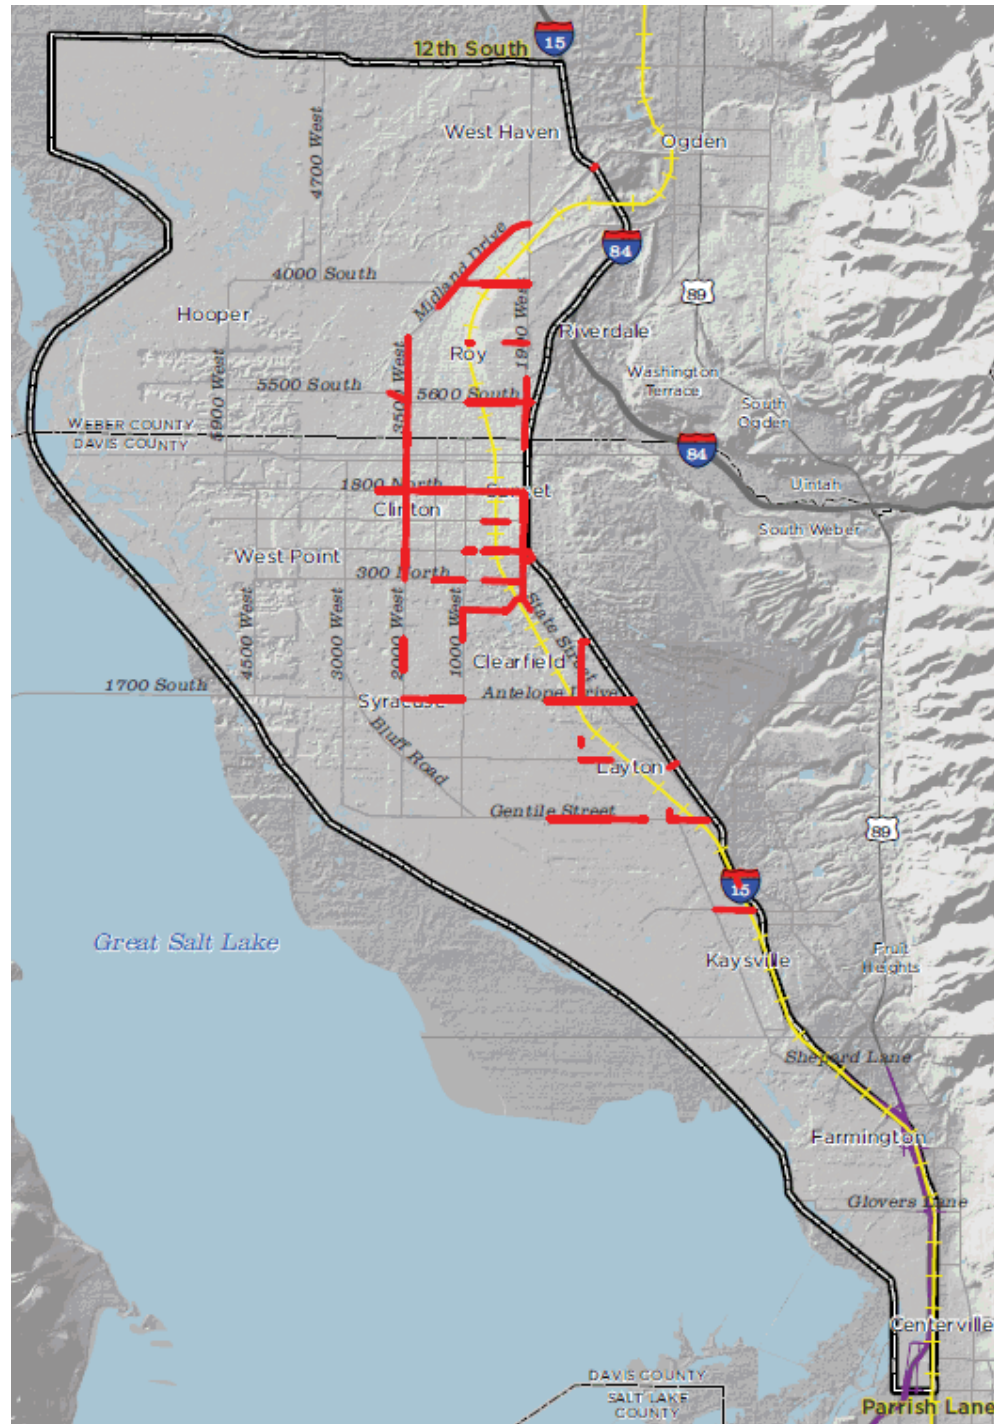 12th South
15
West Haven
Ogden
4700 West
84
Midland Drive
4000 South
89
Hooper
1900 West
Riverdale
Roy
3500 West
Washington
Terrace
5500 South
5600 South
5900 West
South
Ogden
WEBER COUNTY
DAVIS COUNTY
84
1800 North
Sunset
Uintah
Clinton
South Weber
West Point
300 North
4500 West
3000 West
2000 West
1000 West
State Street
Clearfield
1700 South
Antelope Drive
Syracuse
Bluff Road
Layton
Gentile Street
89
15
Great Salt Lake
Kaysville
Fruit
Heights
Shepard Lane
Farmington
Glovers Lane
Centerville
DAVIS COUNTY
SALT LAKE
COUNTY
Parrish Lane